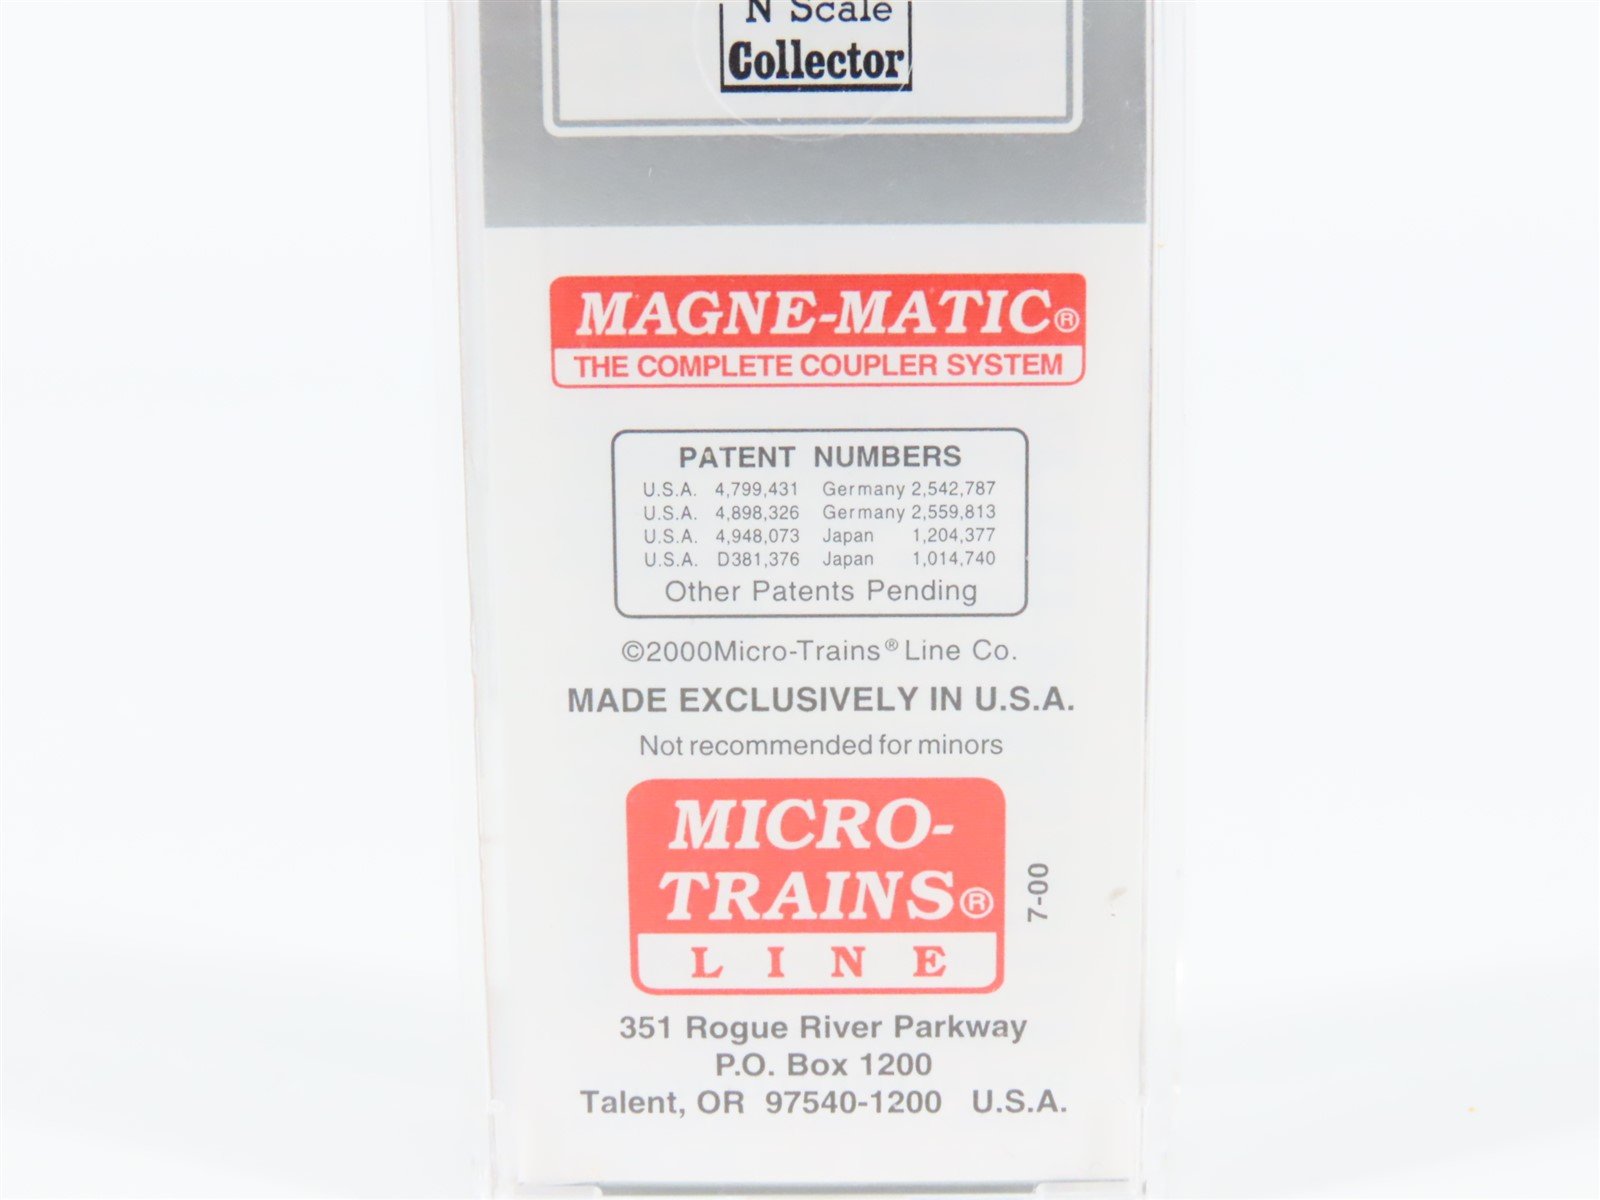 N Scale
Collector
MAGNE-MATIC®
THE COMPLETE COUPLER SYSTEM
PATENT NUMBERS
U.S.A. 4,799,431 Germany 2,542,787
U.S.A. 4,898,326 Germany 2,559,813
U.S.A. 4,948,073 Japan 1,204,377
U.S.A. D381,376 Japan 1,014,740
Other Patents Pending
©2000Micro-Trains® Line Co.
MADE EXCLUSIVELY IN U.S.A.
Not recommended for minors
MICRO-
TRAINS®
LINE
7-00
351 Rogue River Parkway
P.O. Box 1200
Talent, OR 97540-1200 U.S.A.